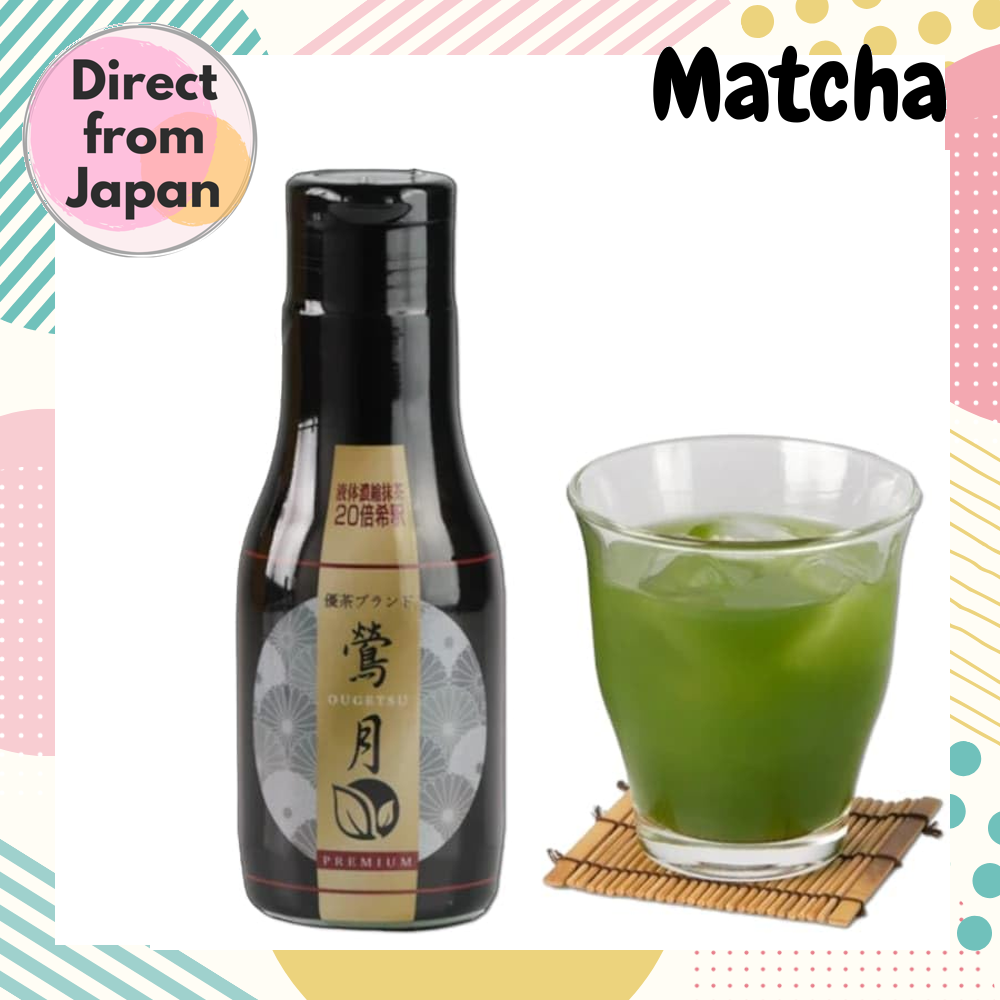 Direct
from
Japan
Matcha
液体濃縮抹茶
20倍希釈
優茶ブランド
鶯
OUGETSU
月
PREMIUM